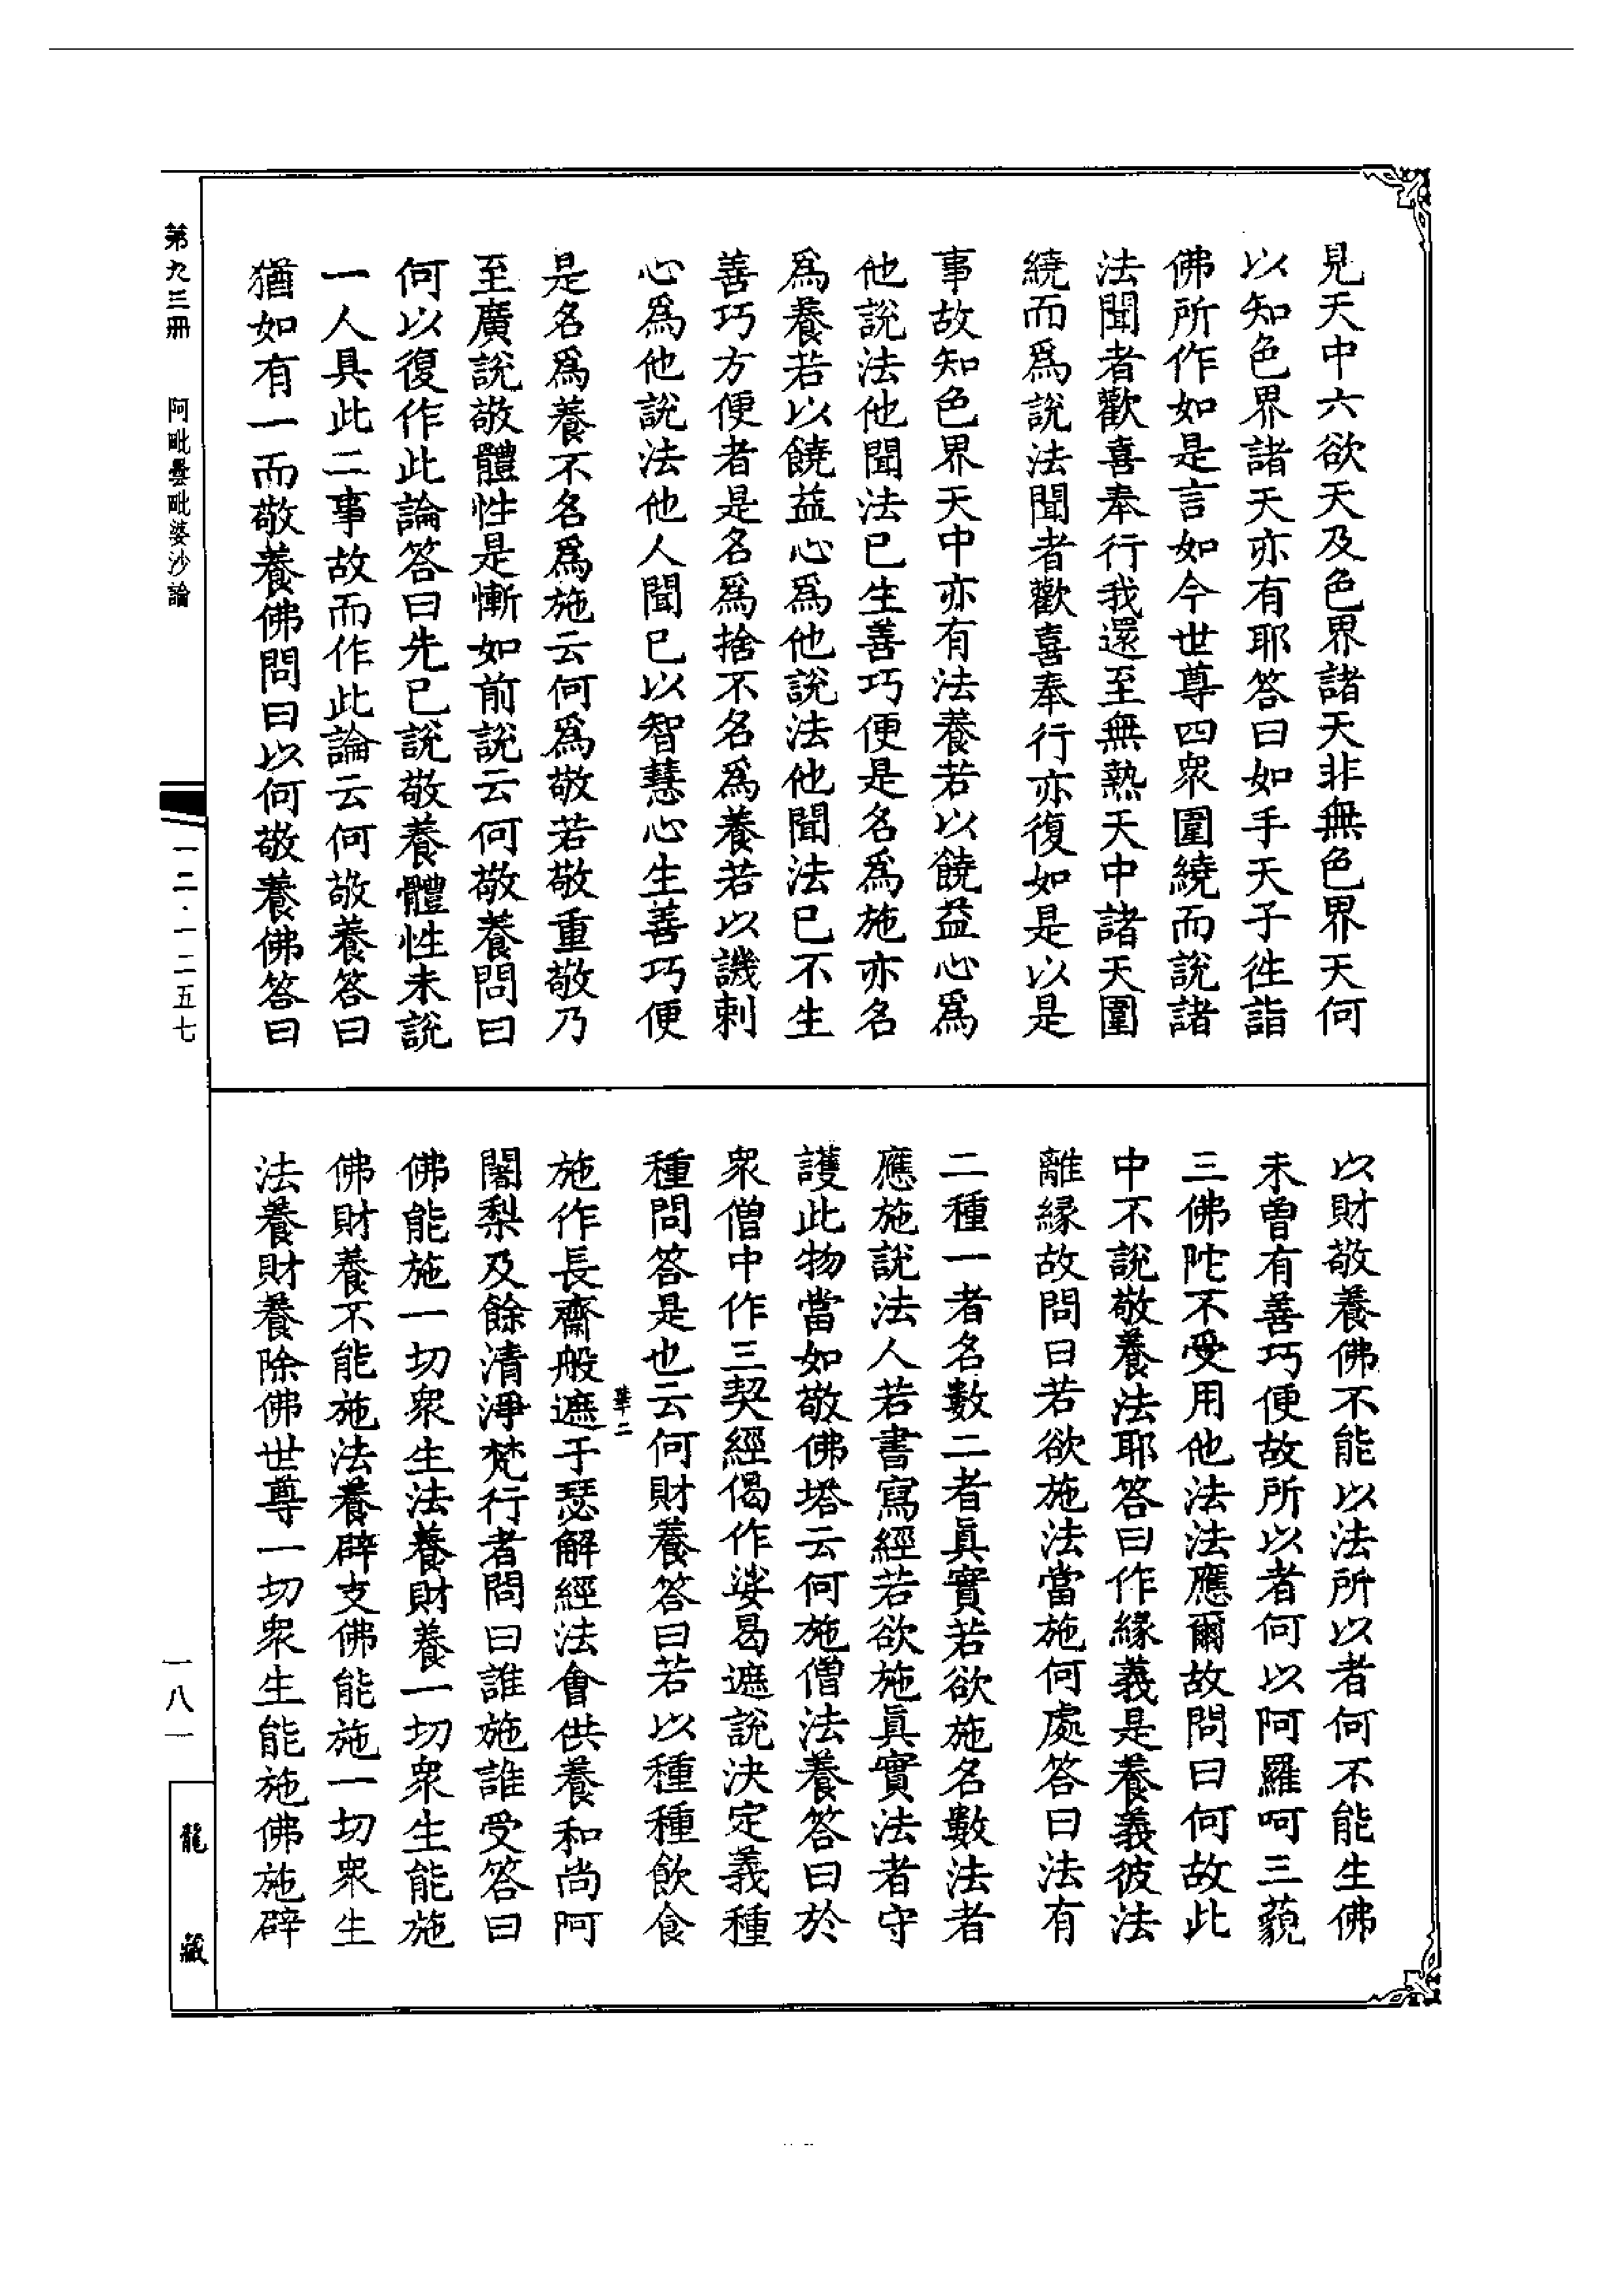 見天中六欲天及色界諸天非無色界天何
以知色界諸天亦有耶答曰如手天子往詣
佛所作如是言如今世尊四衆圍繞而說諸
法聞者歡喜奉行我還至無熱天中諸天圍
繞而爲說法聞者歡喜奉行亦復如是以是
事故知色界天中亦有法養若以饒益心爲
他說法他聞法已生善巧便是名爲施亦名
爲養若以饒益心爲他說法他聞法已不生
善巧方便者是名爲捨不名爲養若以譏刺
心爲他說法他人聞已以智慧心生善巧便
是名爲養不名爲施云何爲敬若敬重敬乃
至廣說敬體性是慚如前說云何敬養問曰
何以復作此論答曰先已說敬養體性未說
一人具此二事故而作此論云何敬養答曰
猶如有一而敬養佛問曰以何敬養佛答曰
以財敬養佛不能以法所以者何不能生佛
未曾有善巧便故所以者何以阿羅呵三藐
三佛陀不受用他法法應爾故問曰何故此
中不說敬養法耶答曰作緣義是養義彼法
離緣故問曰若欲施法當施何處答曰法有
二種一者名數二者眞實若欲施名數法者
應施說法人若書寫經若欲施眞實法者守
護此物當如敬佛塔云何施僧法養答曰於
衆僧中作三契經偈作娑曷遮說決定義種
種問答是也云何財養答曰若以種種飲食
華二
施作長齋般遮于瑟解經法會供養和尚阿
闍梨及餘清淨梵行者問曰誰施誰受答曰
佛能施一切衆生法養財養一切衆生能施
佛財養不能施法養辟支佛能施一切衆生
法養財養除佛世尊一切衆生能施佛施辟
第九三冊 阿毗曇毗婆沙論
一二·一二五七
一八一
龍藏